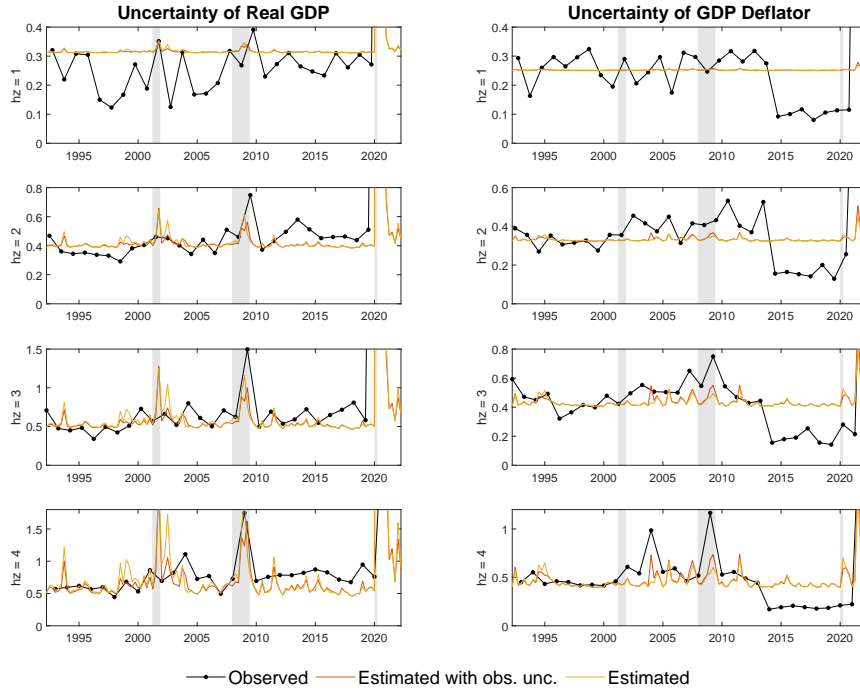 Uncertainty of Real GDP
hz = 1
0.4
0.3
0.2
0.1
0
1995 2000 2005 2010 2015 2020
hz = 2
0.8
0.6
0.4
0.2
0
1995 2000 2005 2010 2015 2020
hz = 3
1.5
1
0.5
0
1995 2000 2005 2010 2015 2020
hz = 4
1.5
1
0.5
0
1995 2000 2005 2010 2015 2020
Uncertainty of GDP Deflator
hz = 1
0.4
0.3
0.2
0.1
0
1995 2000 2005 2010 2015 2020
hz = 2
0.6
0.4
0.2
0
1995 2000 2005 2010 2015 2020
hz = 3
0.8
0.6
0.4
0.2
0
1995 2000 2005 2010 2015 2020
hz = 4
1
0.5
0
1995 2000 2005 2010 2015 2020
Observed Estimated with obs. unc. Estimated